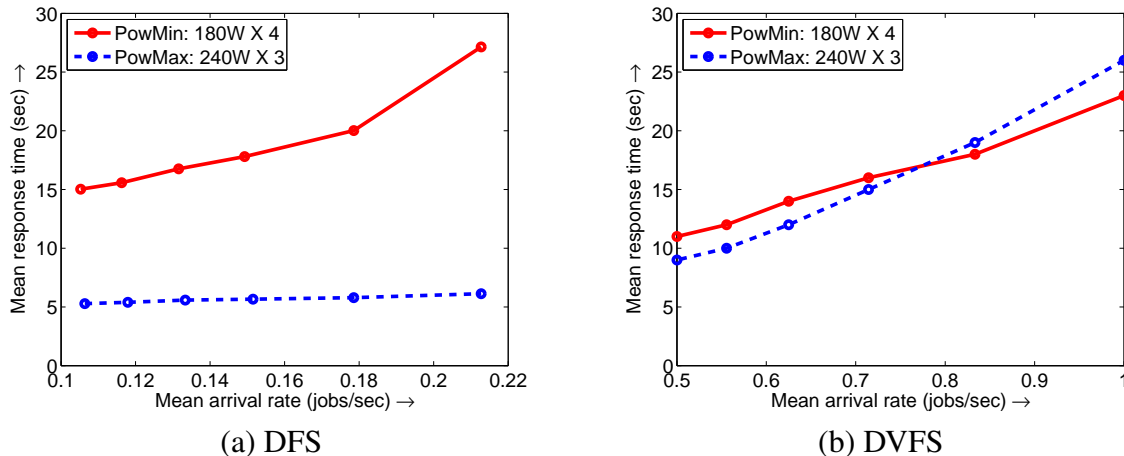 30
25
20
15
10
5
0
Mean response time (sec) →
PowMin: 180W X 4
PowMax: 240W X 3
0.1 0.12 0.14 0.16 0.18 0.2 0.22
Mean arrival rate (jobs/sec) →
(a) DFS
30
25
20
15
10
5
0
Mean response time (sec) →
PowMin: 180W X 4
PowMax: 240W X 3
0.5 0.6 0.7 0.8 0.9 1
Mean arrival rate (jobs/sec) →
(b) DVFS